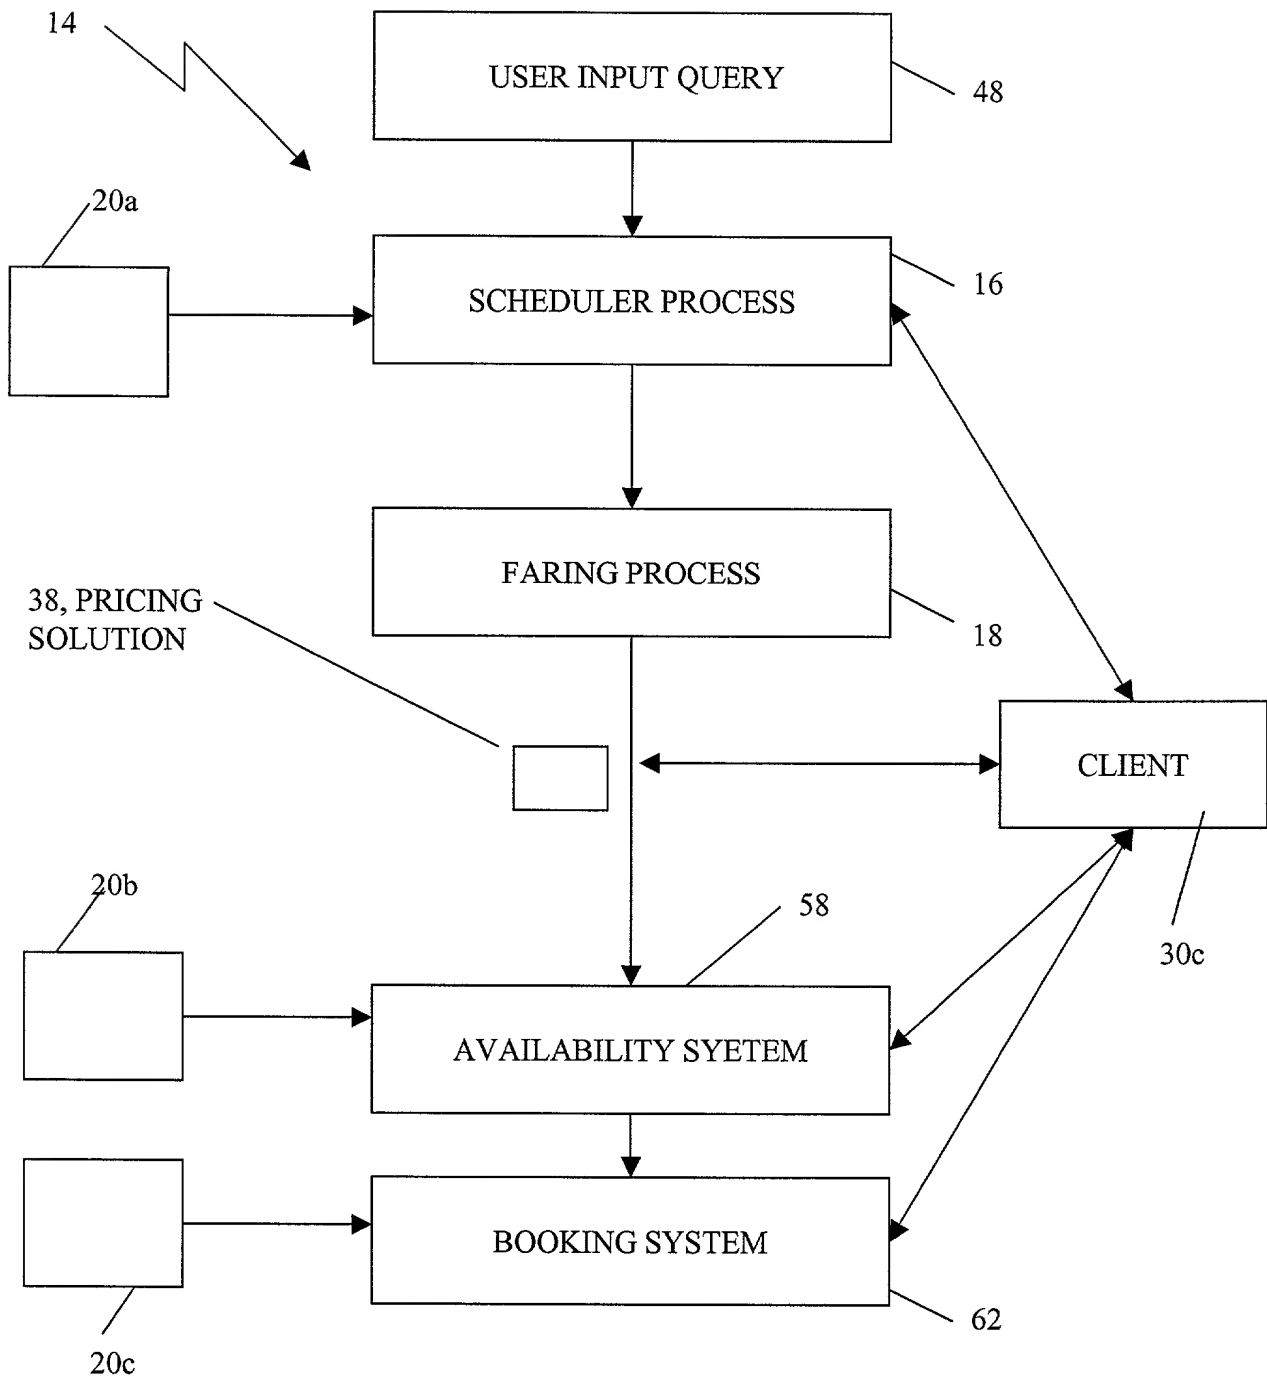 14
USER INPUT QUERY
48
20a
SCHEDULER PROCESS
16
FARING PROCESS
18
38, PRICING
SOLUTION
CLIENT
30c
20b
58
AVAILABILITY SYETEM
BOOKING SYSTEM
62
20c